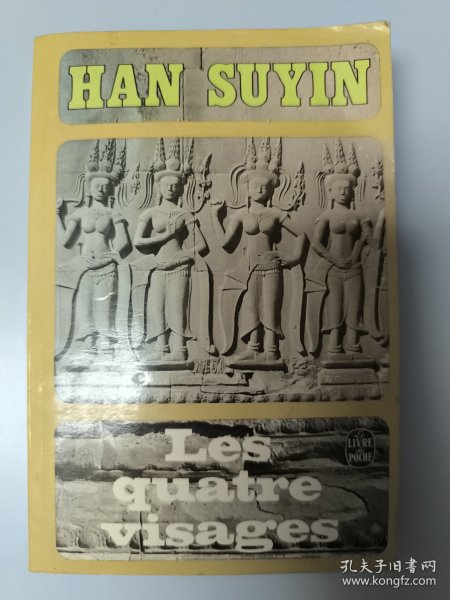 HAN SUYIN
Les
quatre
visages
Le
LIVRE
de
POCHE
孔夫子旧书网
www.kongfz.com